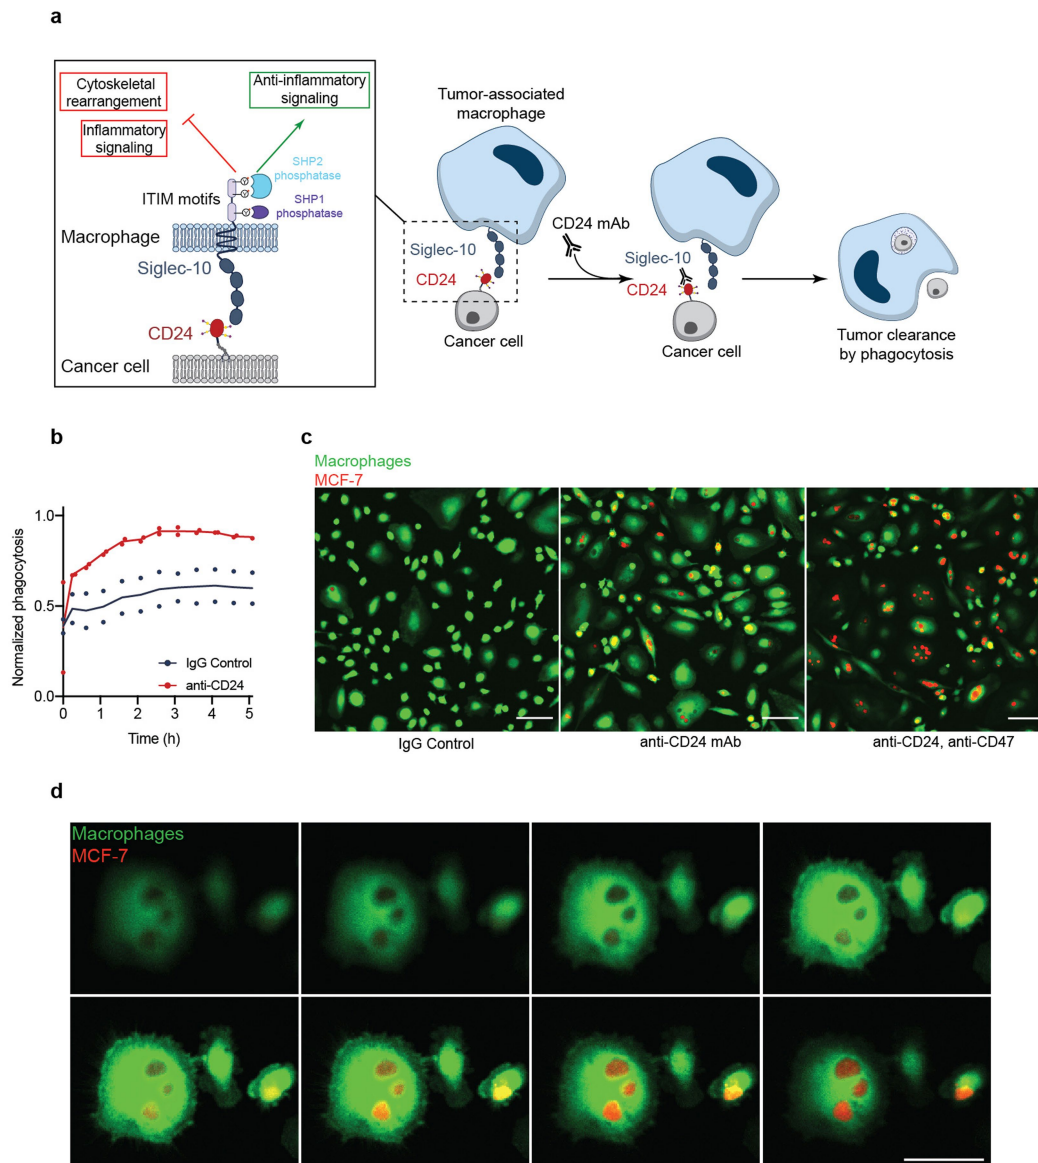 a
Cytoskeletal
rearrangement
Anti-inflammatory
signaling
Inflammatory
signaling
SHP2
phosphatase
ITIM motifs
SHP1
phosphatase
Macrophage
Siglec-10
CD24
Cancer cell
Tumor-associated
macrophage
Siglec-10
CD24
Cancer cell
CD24 mAb
Siglec-10
CD24
Cancer cell
Tumor clearance
by phagocytosis
b
Normalized phagocytosis
1.0
0.5
0.0
IgG Control
anti-CD24
0 1 2 3 4 5
Time (h)
c
Macrophages
MCF-7
IgG Control
anti-CD24 mAb
anti-CD24, anti-CD47
d
Macrophages
MCF-7